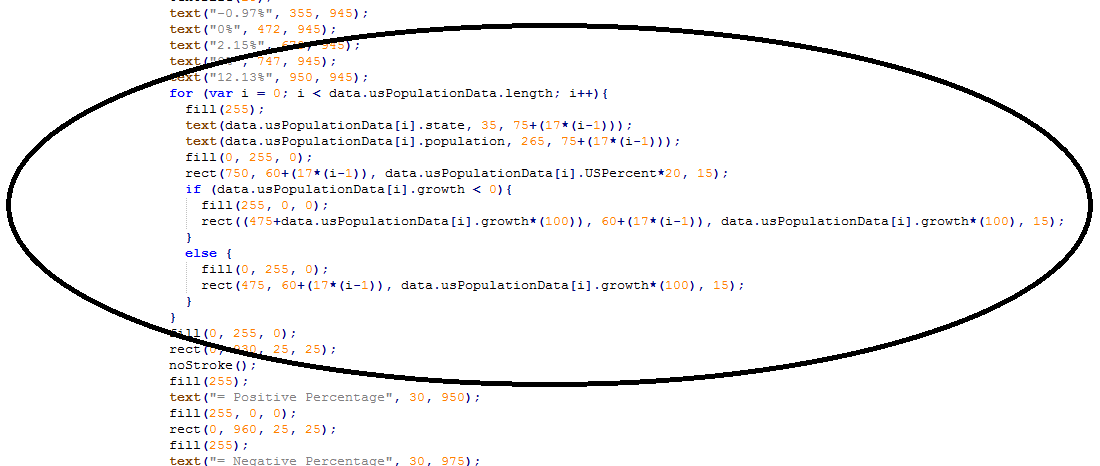 text("-0.97%", 355, 945);
text("0%", 472, 945);
text("2.15%", 945);
747, 945);
text("12.13%", 950, 945);
for (var i = 0; i < data.usPopulationData.length; i++){
fill(255);
text(data.usPopulationData[i].state, 35, 75+(17*(i-1)));
text(data.usPopulationData[i].population, 265, 75+(17*(i-1)));
fill(0, 255, 0);
rect(750, 60+(17*(i-1)), data.usPopulationData[i].USPercent*20, 15);
if (data.usPopulationData[i].growth < 0){
fill(255, 0, 0);
rect((475+data.usPopulationData[i].growth*(100)), 60+(17*(i-1)), data.usPopulationData[i].growth*(100), 15);
}
else {
fill(0, 255, 0);
rect(475, 60+(17*(i-1)), data.usPopulationData[i].growth*(100), 15);
}
}
fill(0, 255, 0);
rect(0, 930, 25, 25);
noStroke();
fill(255);
text("= Positive Percentage", 30, 950);
fill(255, 0, 0);
rect(0, 960, 25, 25);
fill(255);
text("= Negative Percentage", 30, 975);